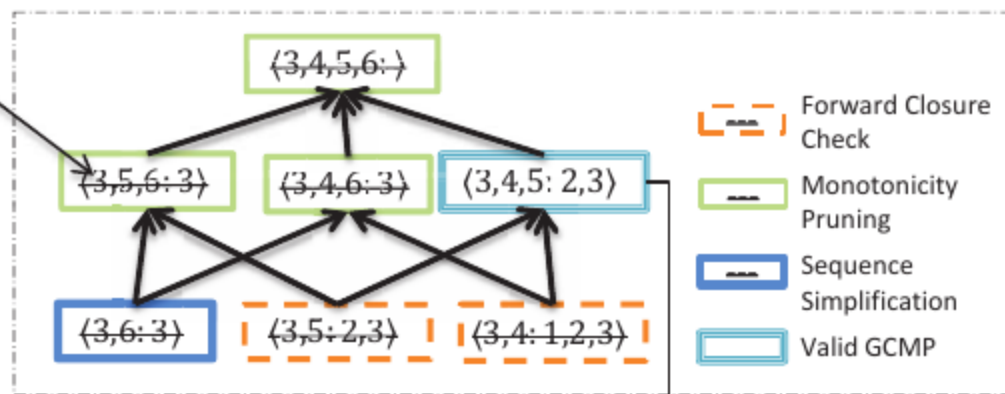 ⟨3,4,5,6: ⟩
⟨3,5,6: 3⟩
⟨3,4,6: 3⟩
⟨3,4,5: 2,3⟩
⟨3,6: 3⟩
⟨3,5: 2,3⟩
⟨3,4: 1,2,3⟩
Forward Closure
Check
Monotonicity
Pruning
Sequence
Simplification
Valid GCMP